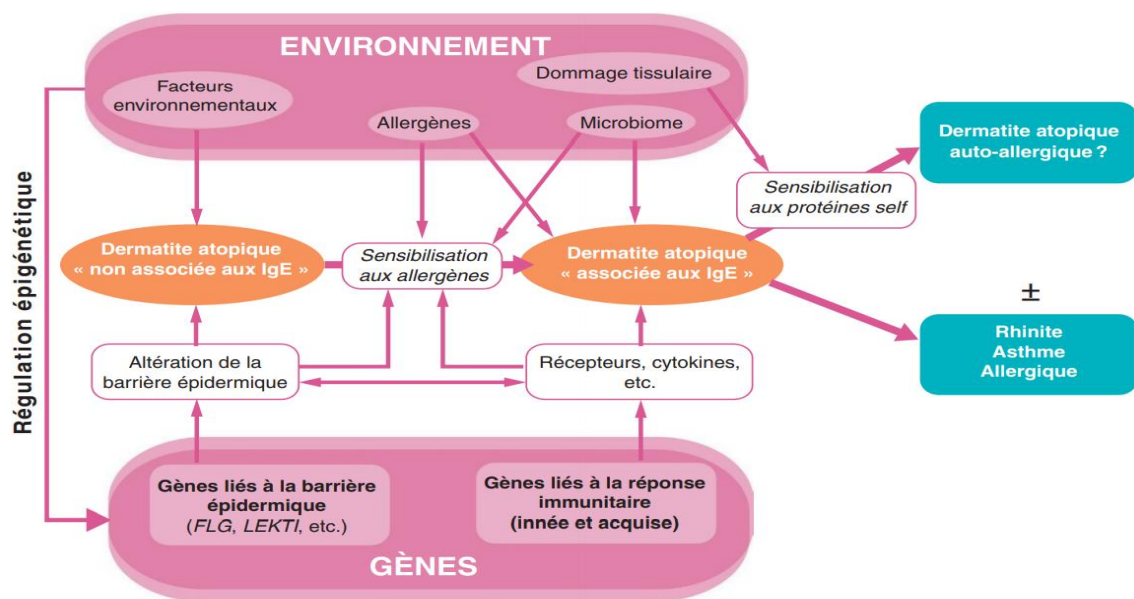 ENVIRONNEMENT
Facteurs
environnementaux
Allergènes
Microbiome
Dommage tissulaire
Régulation épigénétique
Dermatite atopique
« non associée aux IgE »
Sensibilisation
aux allergènes
Dermatite atopique
« associée aux IgE »
Sensibilisation
aux protéines self
Dermatite atopique
auto-allergique ?
±
Rhinite
Asthme
Allergique
Altération de la
barrière épidermique
Récepteurs, cytokines,
etc.
Gènes liés à la barrière
épidermique
(FLG, LEKTI, etc.)
Gènes liés à la réponse
immunitaire
(innée et acquise)
GÈNES